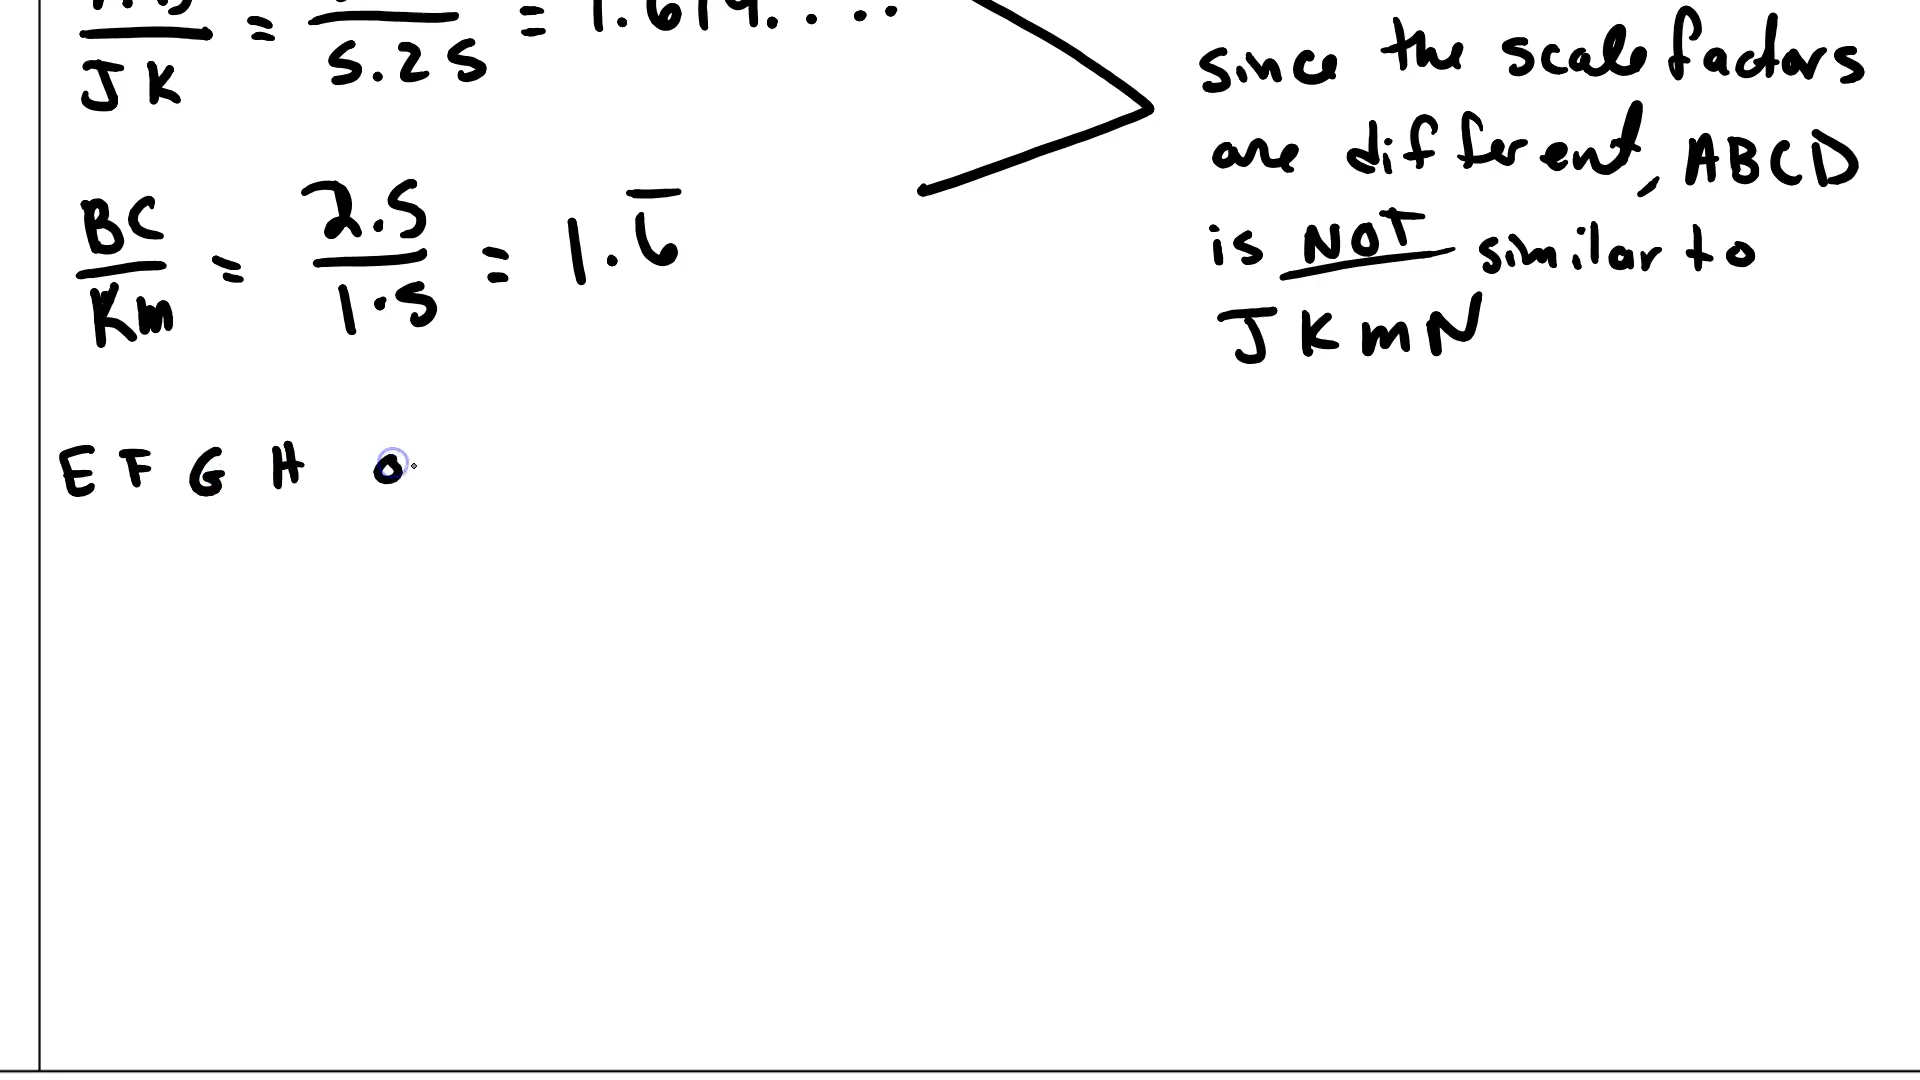 JK = 5.25 = 1.619....
BC/Km = 2.5/1.5 = 1.6̅
since the scale factors
are different, ABCD
is NOT similar to
JKmN
E F G H